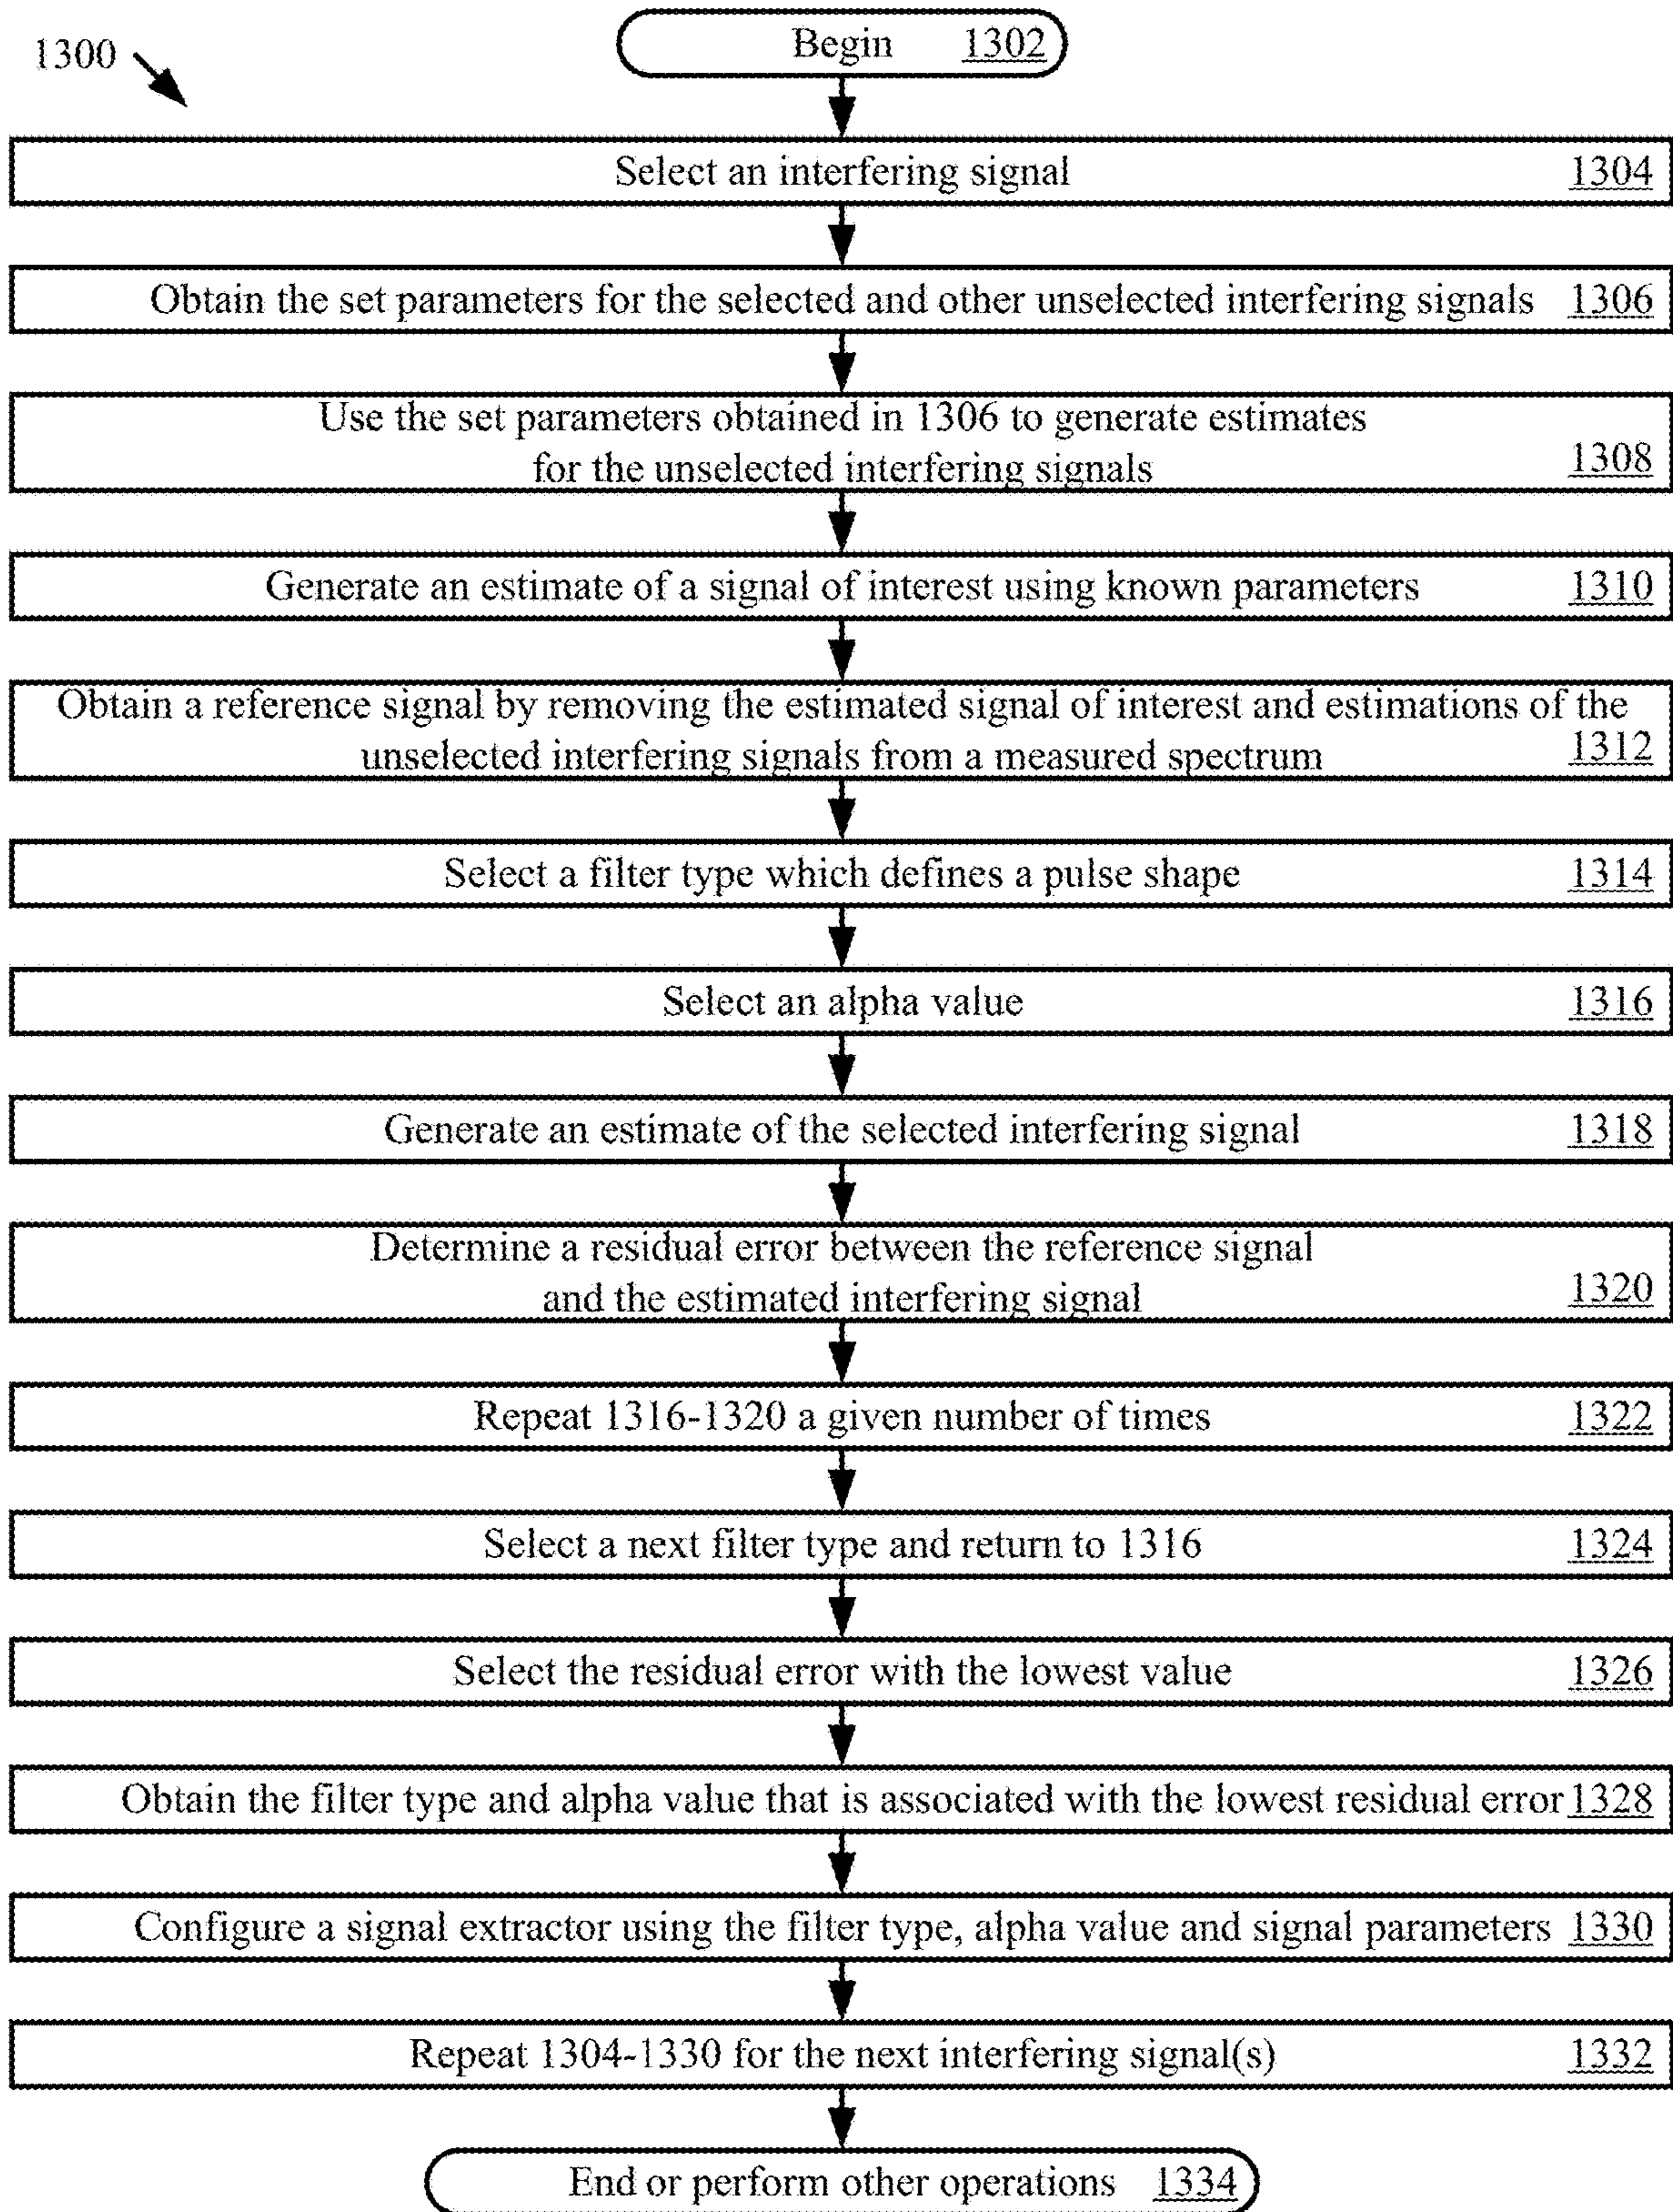 1300
Begin 1302
Select an interfering signal 1304
Obtain the set parameters for the selected and other unselected interfering signals 1306
Use the set parameters obtained in 1306 to generate estimates
for the unselected interfering signals 1308
Generate an estimate of a signal of interest using known parameters 1310
Obtain a reference signal by removing the estimated signal of interest and estimations of the
unselected interfering signals from a measured spectrum 1312
Select a filter type which defines a pulse shape 1314
Select an alpha value 1316
Generate an estimate of the selected interfering signal 1318
Determine a residual error between the reference signal
and the estimated interfering signal 1320
Repeat 1316-1320 a given number of times 1322
Select a next filter type and return to 1316 1324
Select the residual error with the lowest value 1326
Obtain the filter type and alpha value that is associated with the lowest residual error 1328
Configure a signal extractor using the filter type, alpha value and signal parameters 1330
Repeat 1304-1330 for the next interfering signal(s) 1332
End or perform other operations 1334